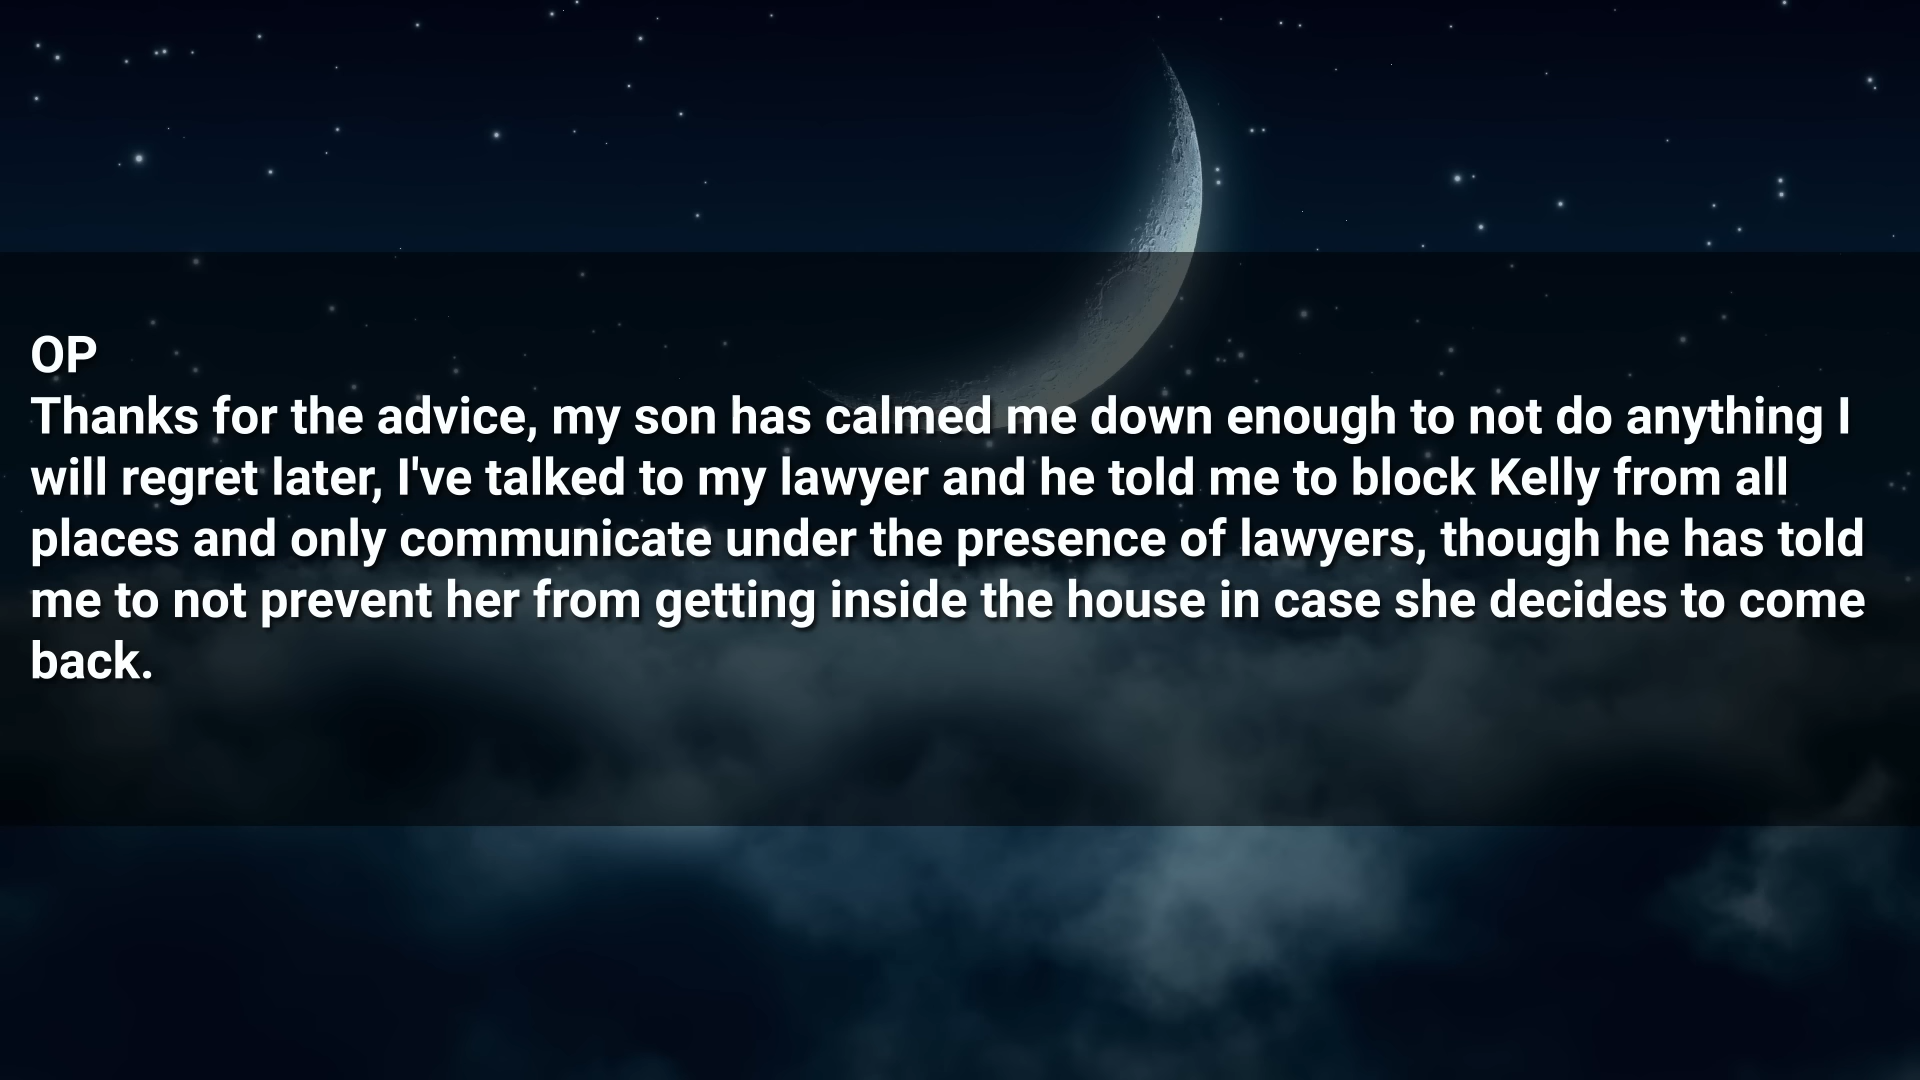 OP
Thanks for the advice, my son has calmed me down enough to not do anything I
will regret later, I've talked to my lawyer and he told me to block Kelly from all
places and only communicate under the presence of lawyers, though he has told
me to not prevent her from getting inside the house in case she decides to come
back.